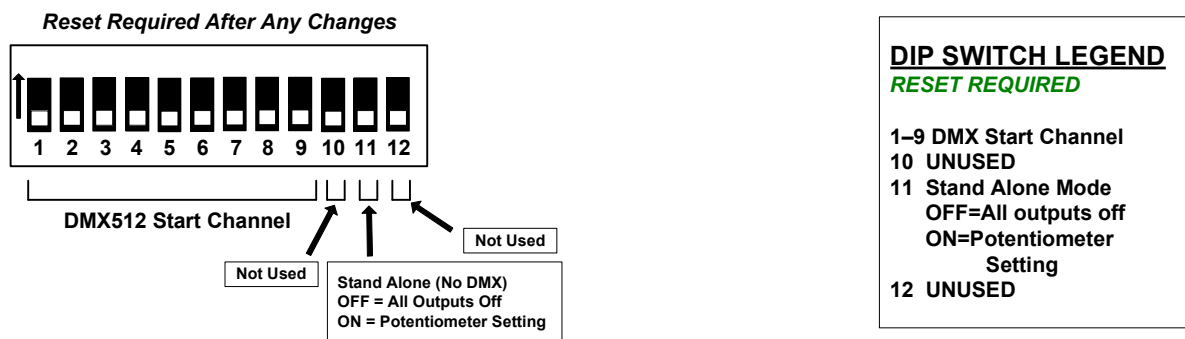 Reset Required After Any Changes
1 2 3 4 5 6 7 8 9 10 11 12
DMX512 Start Channel
Not Used
Not Used
Stand Alone (No DMX)
OFF = All Outputs Off
ON = Potentiometer Setting
DIP SWITCH LEGEND
RESET REQUIRED
1–9 DMX Start Channel
10 UNUSED
11 Stand Alone Mode
OFF=All outputs off
ON=Potentiometer
Setting
12 UNUSED